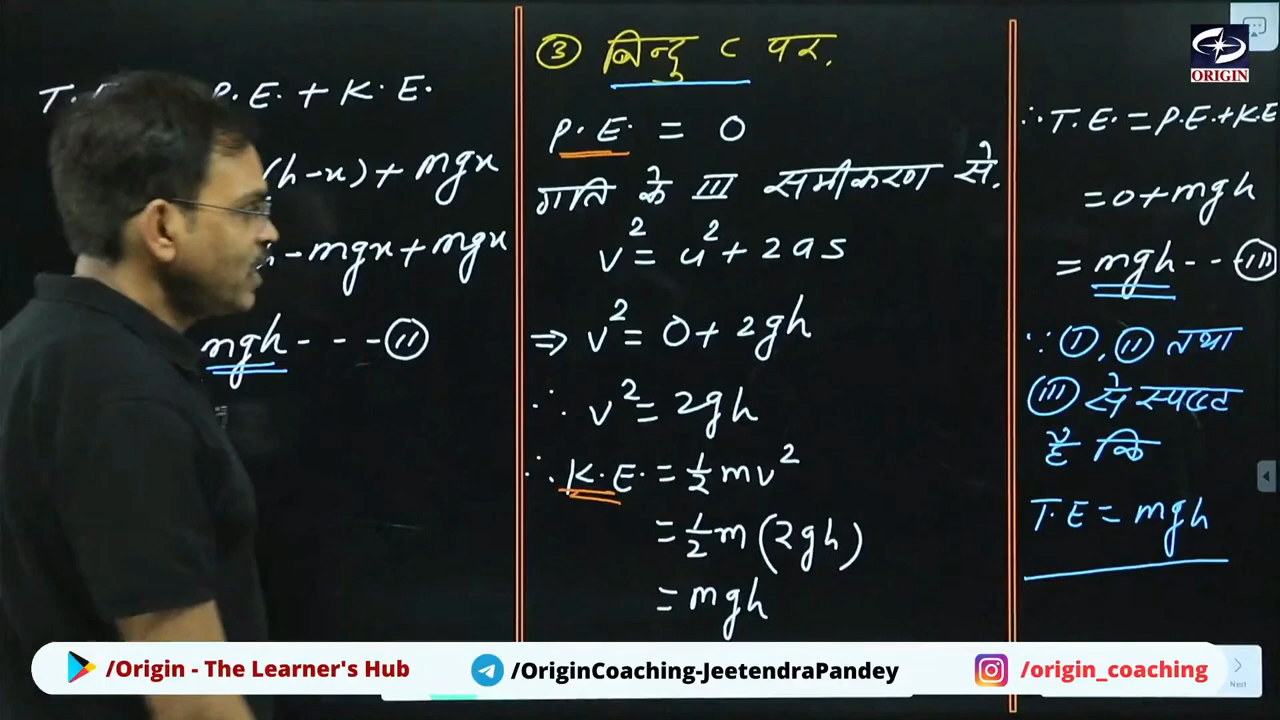 T. E P.E. + K. E.
(h-x) + mgx
- mgx + mgx
mgh - - - (II)
③ बिन्दु C पर.
P. E. = 0
गति के III समीकरण से.
v² = u² + 2as
⇒ v² = 0 + 2gh
∴ v² = 2gh
∴ K.E. = ½mv²
= ½m(2gh)
= mgh
∴ T.E. = P.E. + K.E
= 0 + mgh
= mgh - - - (III)
∵ (I), (II) तथा
(III) से स्पष्ट
है कि
T.E = mgh
ORIGIN
/Origin - The Learner's Hub
/OriginCoaching-JeetendraPandey
/origin_coaching
Next